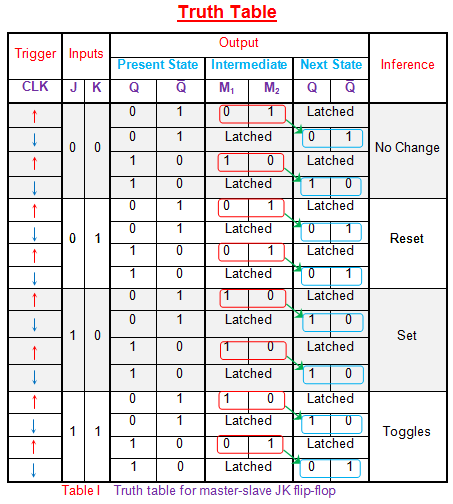 Truth Table
Trigger Inputs Output Inference
Present State Intermediate Next State
CLK J K Q Q̅ M₁ M₂ Q Q̅
↑ 0 0 0 1 0 1 Latched No Change
↓ 0 1 Latched 0 1
↑ 1 0 1 0 Latched
↓ 1 0 Latched 1 0
↑ 0 1 0 1 0 1 Latched Reset
↓ 0 1 Latched 0 1
↑ 1 0 0 1 Latched
↓ 1 0 Latched 0 1
↑ 1 0 0 1 1 0 Latched Set
↓ 0 1 Latched 1 0
↑ 1 0 1 0 Latched
↓ 1 0 Latched 1 0
↑ 1 1 0 1 1 0 Latched Toggles
↓ 0 1 Latched 1 0
↑ 1 0 0 1 Latched
↓ 1 0 Latched 0 1
Table I Truth table for master-slave JK flip-flop